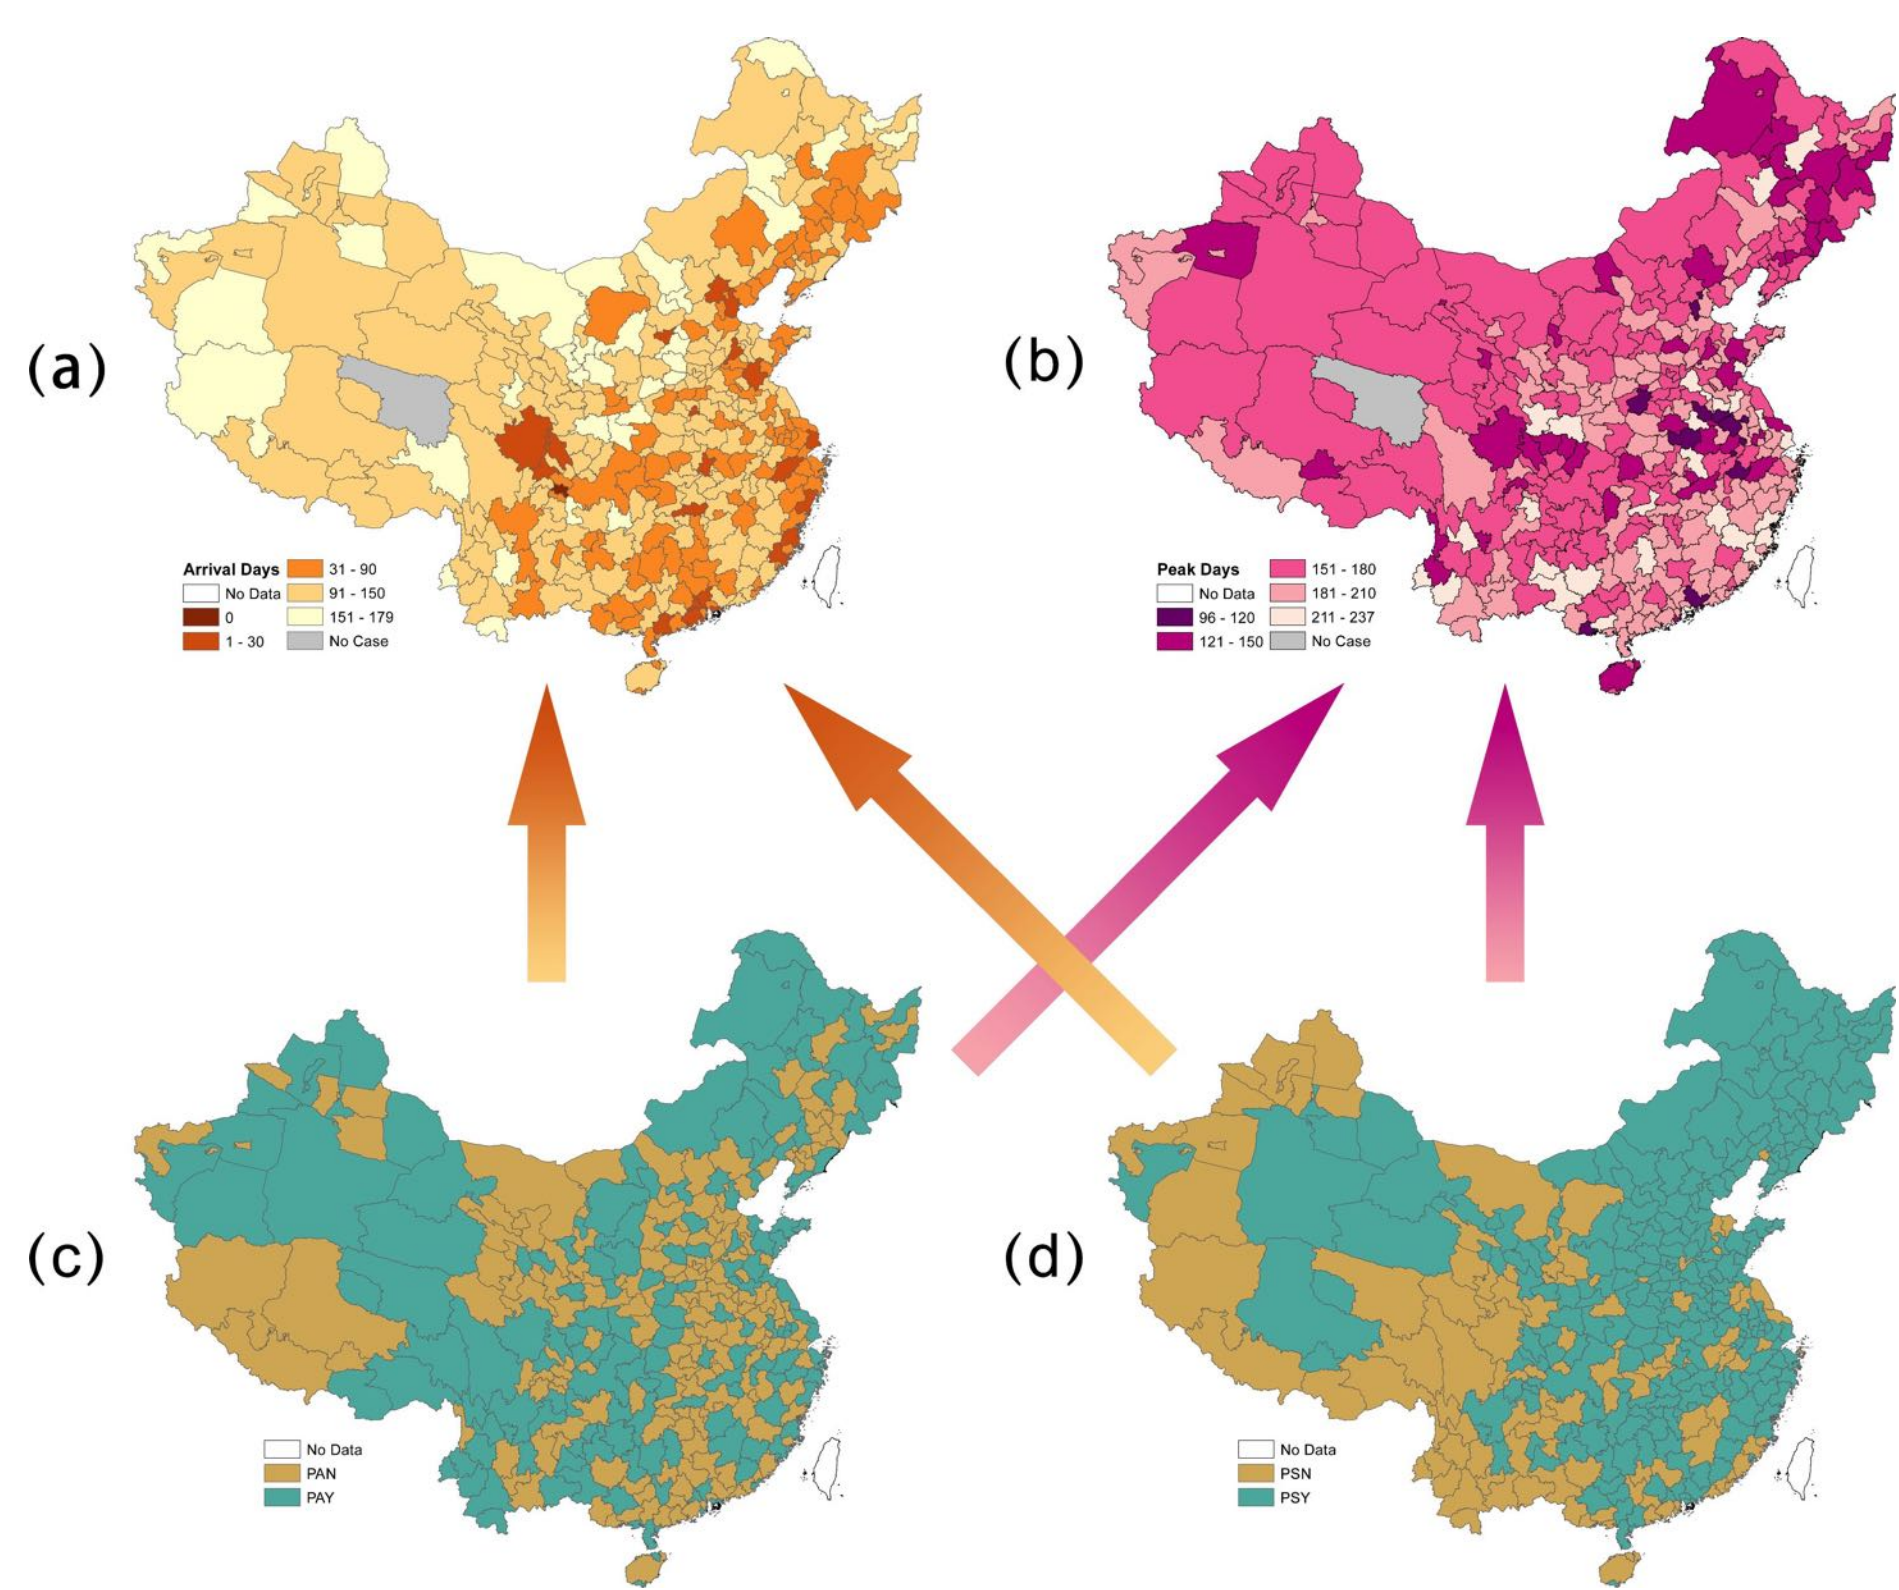 (a)
Arrival Days
No Data
0
1 - 30
31 - 90
91 - 150
151 - 179
No Case
(b)
Peak Days
No Data
96 - 120
121 - 150
151 - 180
181 - 210
211 - 237
No Case
(c)
No Data
PAN
PAY
(d)
No Data
PSN
PSY